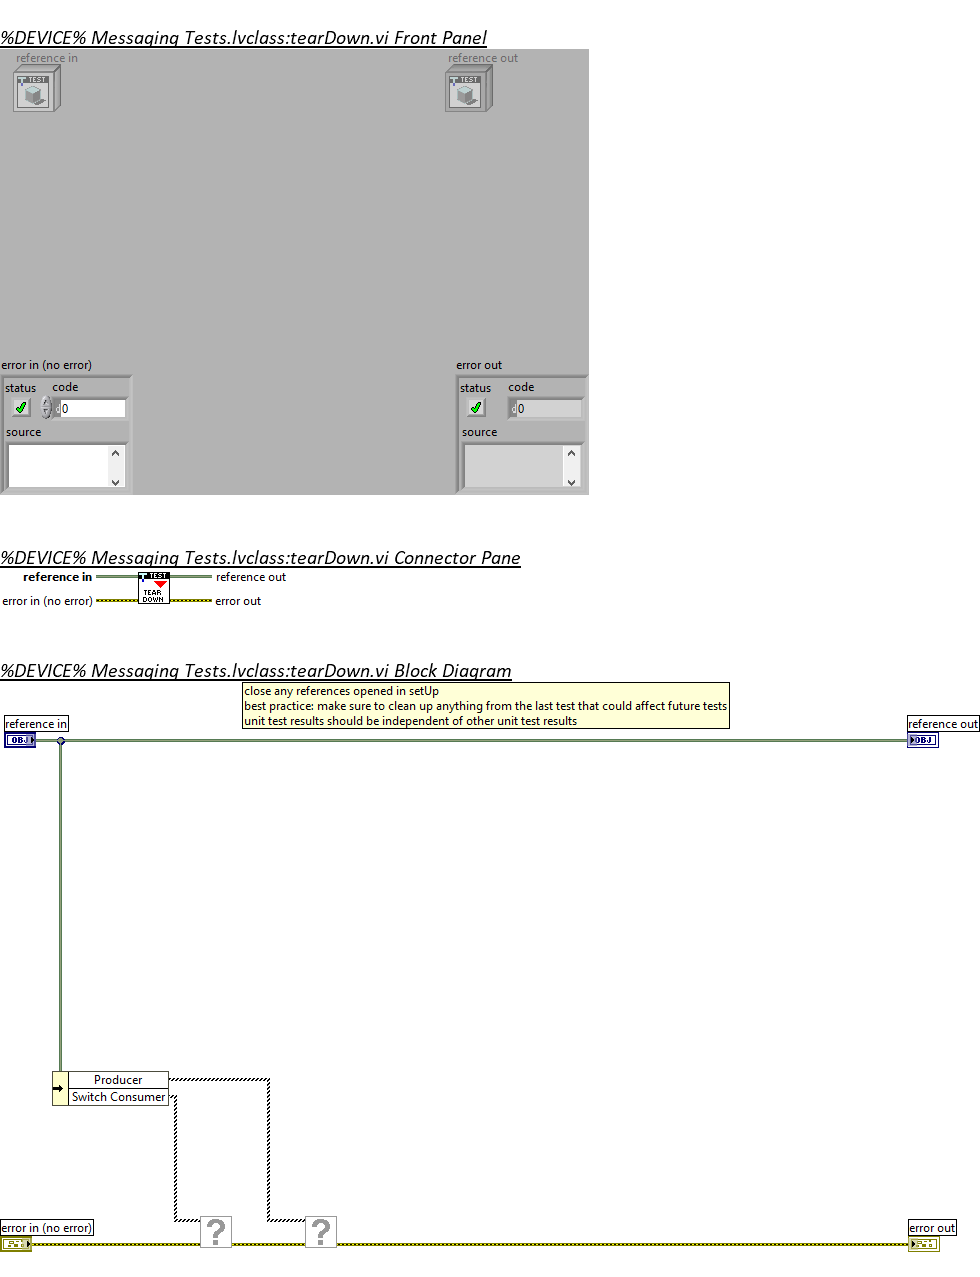 %DEVICE% Messaging Tests.lvclass:tearDown.vi Front Panel
reference in
reference out
TEST
TEST
error in (no error)
error out
status code
status code
d0
d0
source
source
%DEVICE% Messaging Tests.lvclass:tearDown.vi Connector Pane
reference in
TEST
reference out
TEAR
DOWN
error in (no error)
error out
%DEVICE% Messaging Tests.lvclass:tearDown.vi Block Diagram
close any references opened in setUp
best practice: make sure to clean up anything from the last test that could affect future tests
unit test results should be independent of other unit test results
reference in
reference out
OBJ
OBJ
Producer
Switch Consumer
?
?
error in (no error)
error out